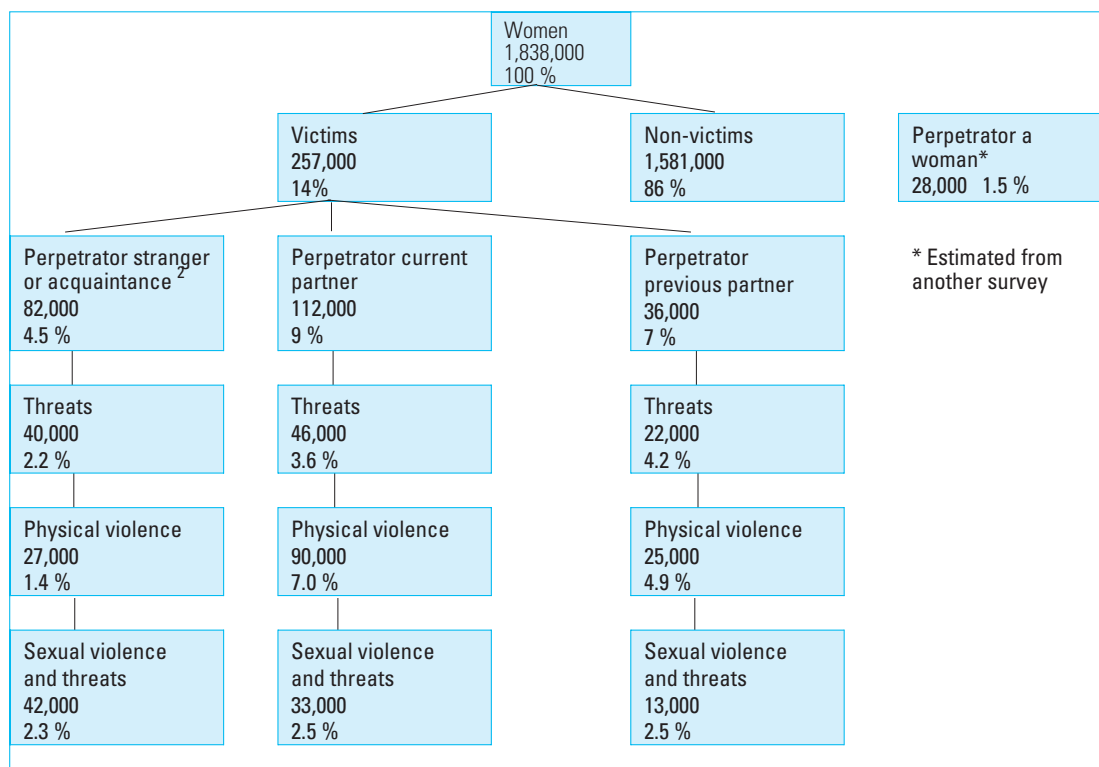 Women
1,838,000
100 %
Victims
257,000
14%
Non-victims
1,581,000
86 %
Perpetrator a
woman*
28,000 1.5 %
Perpetrator stranger
or acquaintance 2
82,000
4.5 %
Perpetrator current
partner
112,000
9 %
Perpetrator
previous partner
36,000
7 %
* Estimated from
another survey
Threats
40,000
2.2 %
Threats
46,000
3.6 %
Threats
22,000
4.2 %
Physical violence
27,000
1.4 %
Physical violence
90,000
7.0 %
Physical violence
25,000
4.9 %
Sexual violence
and threats
42,000
2.3 %
Sexual violence
and threats
33,000
2.5 %
Sexual violence
and threats
13,000
2.5 %